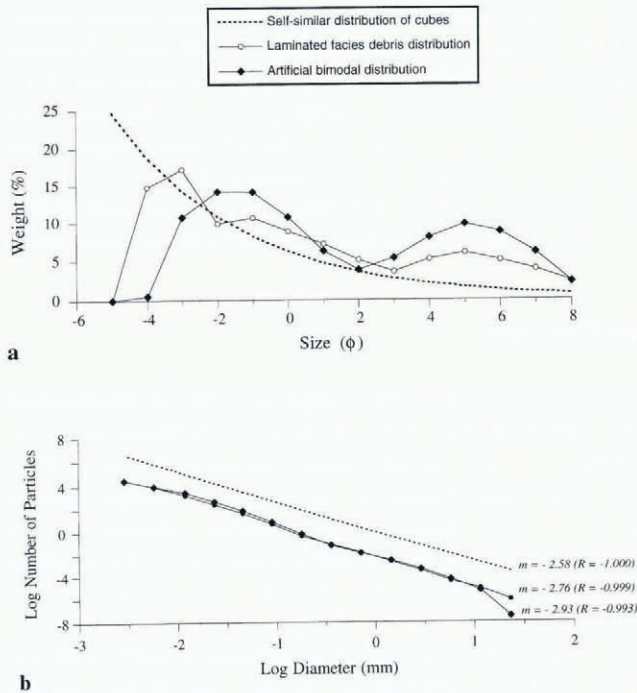 Self-similar distribution of cubes
Laminated facies debris distribution
Artificial bimodal distribution
25
20
15
10
5
0
Weight (%)
-6 -4 -2 0 2 4 6 8
Size (ϕ)
a
8
4
0
-4
-8
Log Number of Particles
m = - 2.58 (R = -1.000)
m = - 2.76 (R = -0.999)
m = - 2.93 (R = -0.993)
-3 -2 -1 0 1 2
Log Diameter (mm)
b